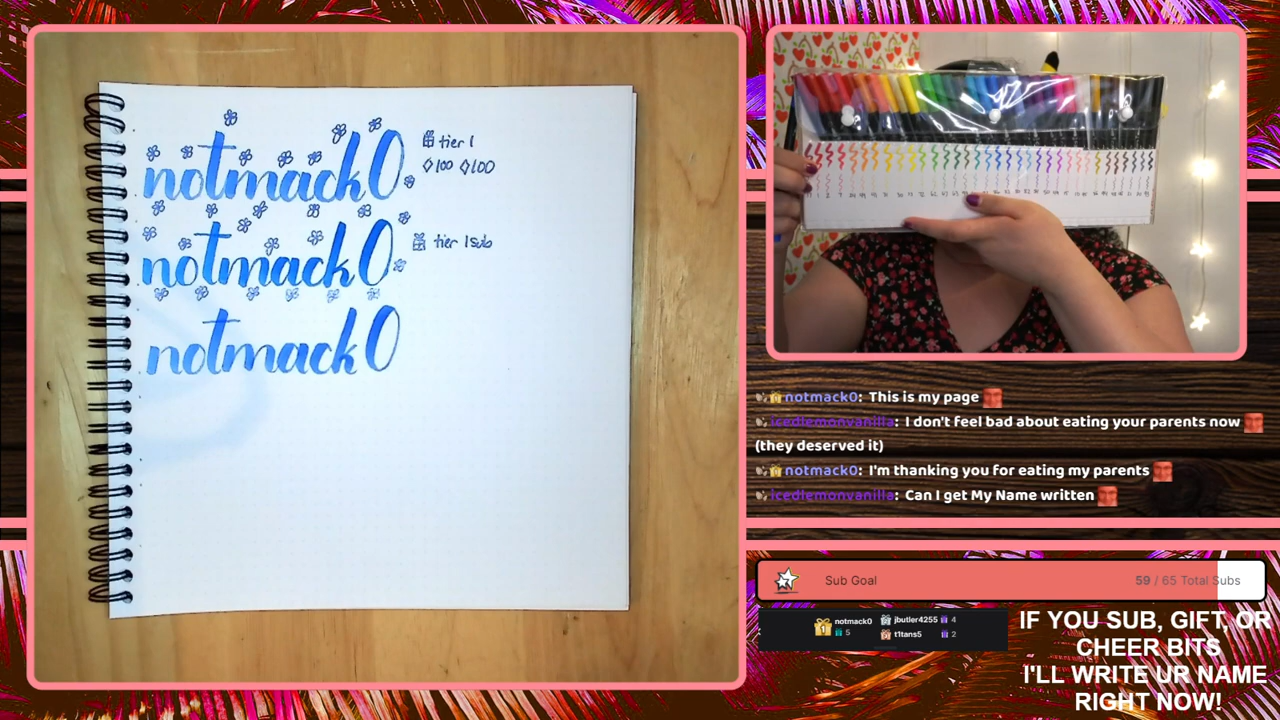 notmack0
tier 1
100 100
notmack0
tier 1 sub
notmack0
notmack0: This is my page
icedlemonvanilla: I don't feel bad about eating your parents now
(they deserved it)
notmack0: I'm thanking you for eating my parents
icedlemonvanilla: Can I get My Name written
Sub Goal
59 / 65 Total Subs
1 notmack0 5
2 jbutler4255 4
3 t1tans5 2
IF YOU SUB, GIFT, OR
CHEER BITS
I'LL WRITE UR NAME
RIGHT NOW!